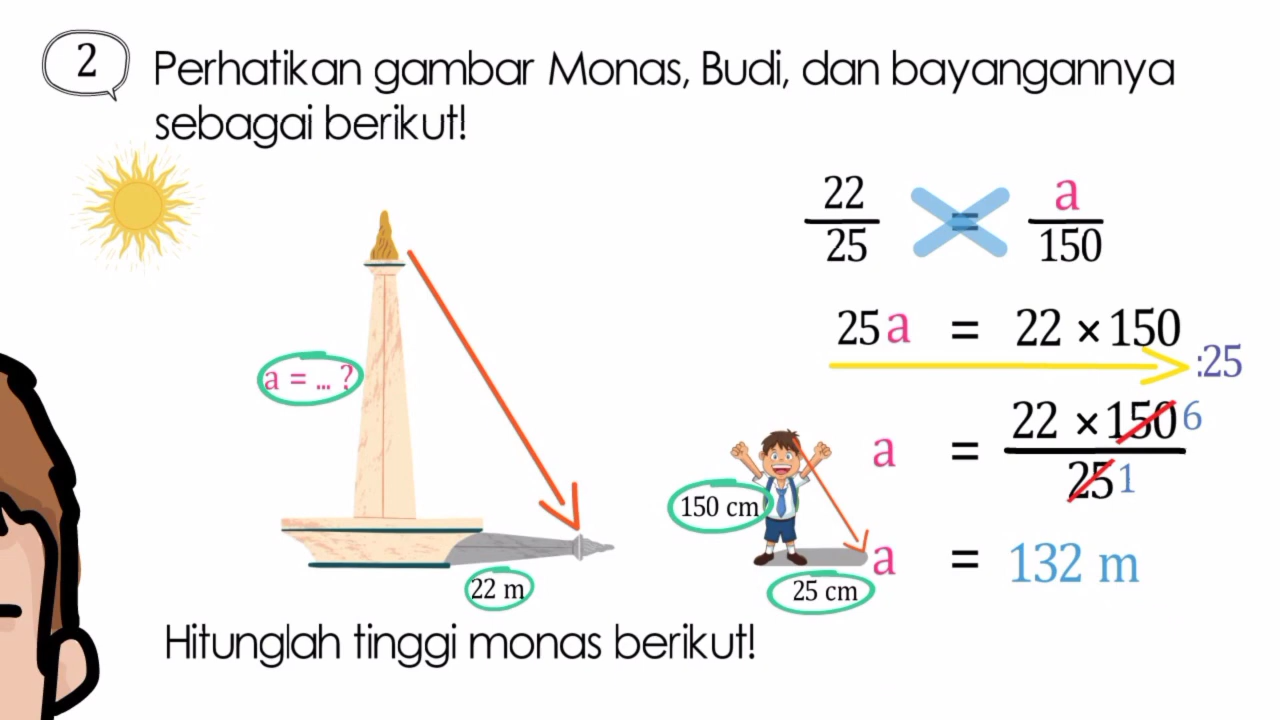 2
Perhatikan gambar Monas, Budi, dan bayangannya
sebagai berikut!
22/25 = a/150
25a = 22 × 150
:25
a = ... ?
a = 22 × 150 6 / 25 1
150 cm
a = 132 m
22 m
25 cm
Hitunglah tinggi monas berikut!